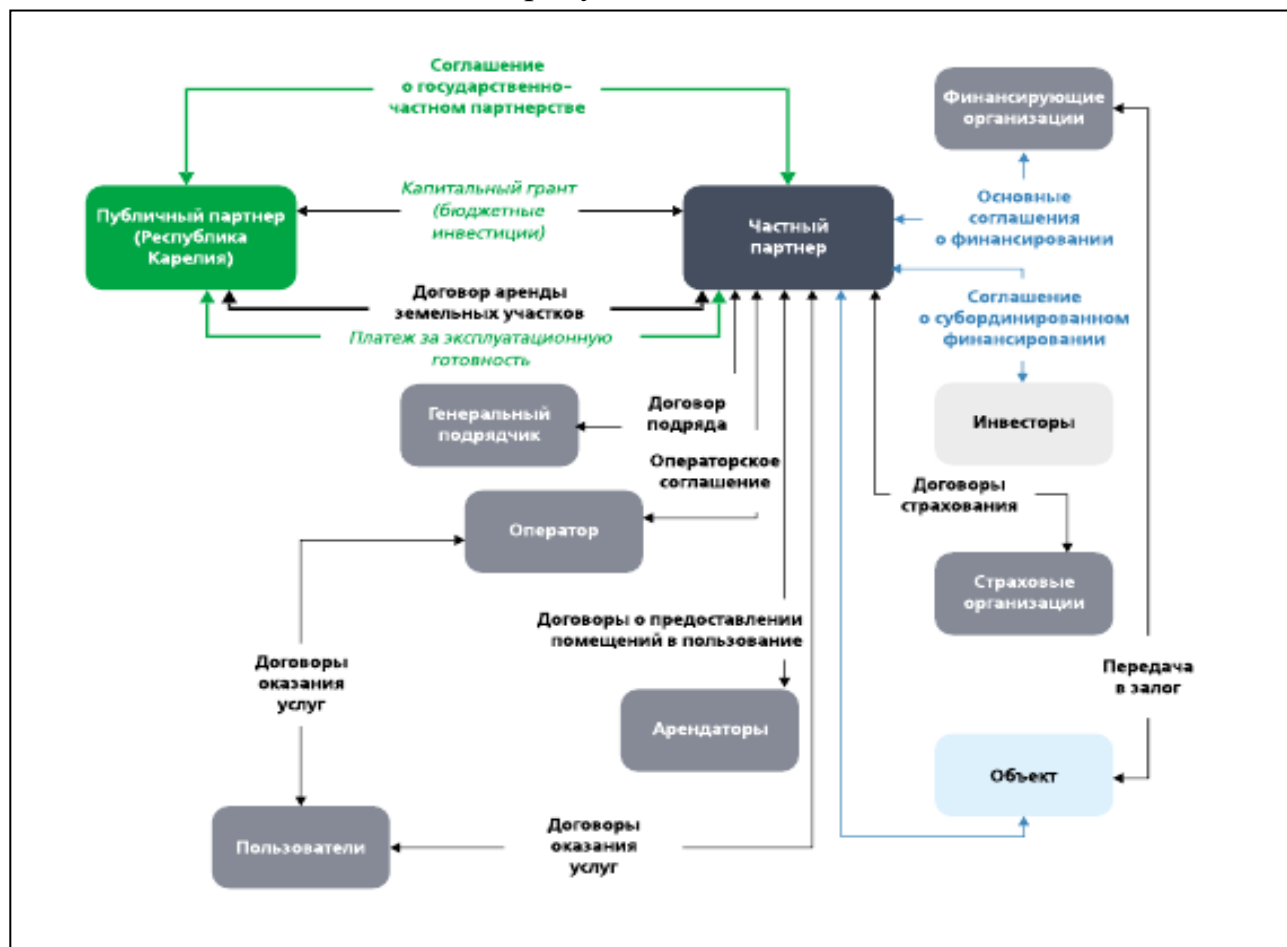 Соглашение
о государственно-
частном партнерстве
Финансирующие
организации
Публичный партнер
(Республика
Карелия)
Капитальный грант
(бюджетные
инвестиции)
Частный
партнер
Основные
соглашения
о финансировании
Договор аренды
земельных участков
Платеж за эксплуатационную
готовность
Соглашение
о субординированном
финансировании
Генеральный
подрядчик
Договор
подряда
Инвесторы
Операторское
соглашение
Договоры
страхования
Оператор
Страховые
организации
Договоры о предоставлении
помещений в пользование
Договоры
оказания
услуг
Передача
в залог
Арендаторы
Объект
Пользователи
Договоры
оказания
услуг